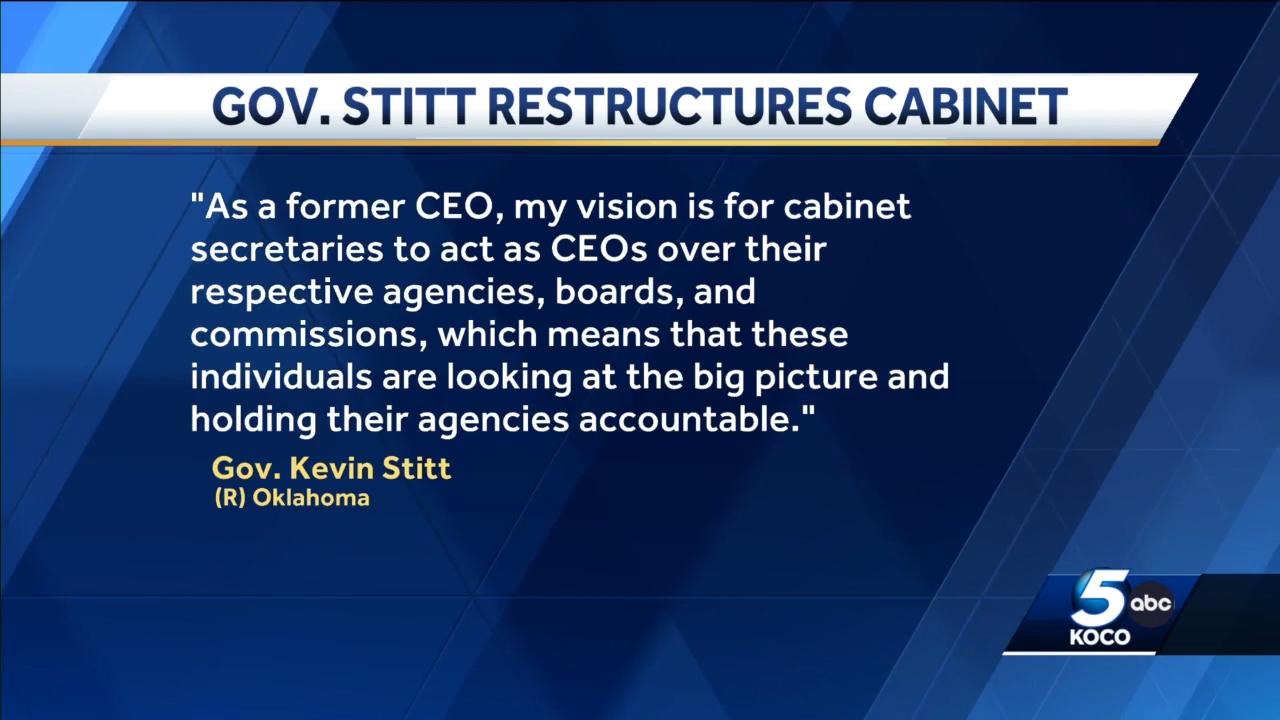 GOV. STITT RESTRUCTURES CABINET
"As a former CEO, my vision is for cabinet
secretaries to act as CEOs over their
respective agencies, boards, and
commissions, which means that these
individuals are looking at the big picture and
holding their agencies accountable."
Gov. Kevin Stitt
(R) Oklahoma
5 abc
KOCO